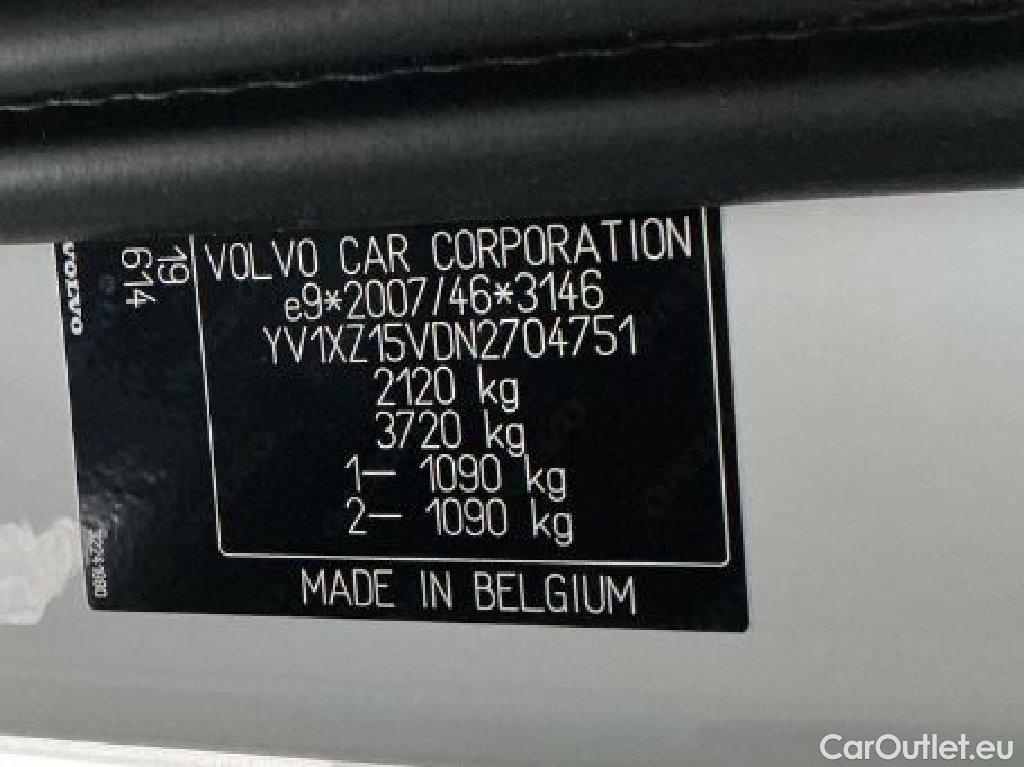 VOLVO
19
614
VOLVO CAR CORPORATION
e9*2007/46*3146
YV1XZ15VDN2704751
2120 kg
3720 kg
1– 1090 kg
2– 1090 kg
MADE IN BELGIUM
CarOutlet.eu